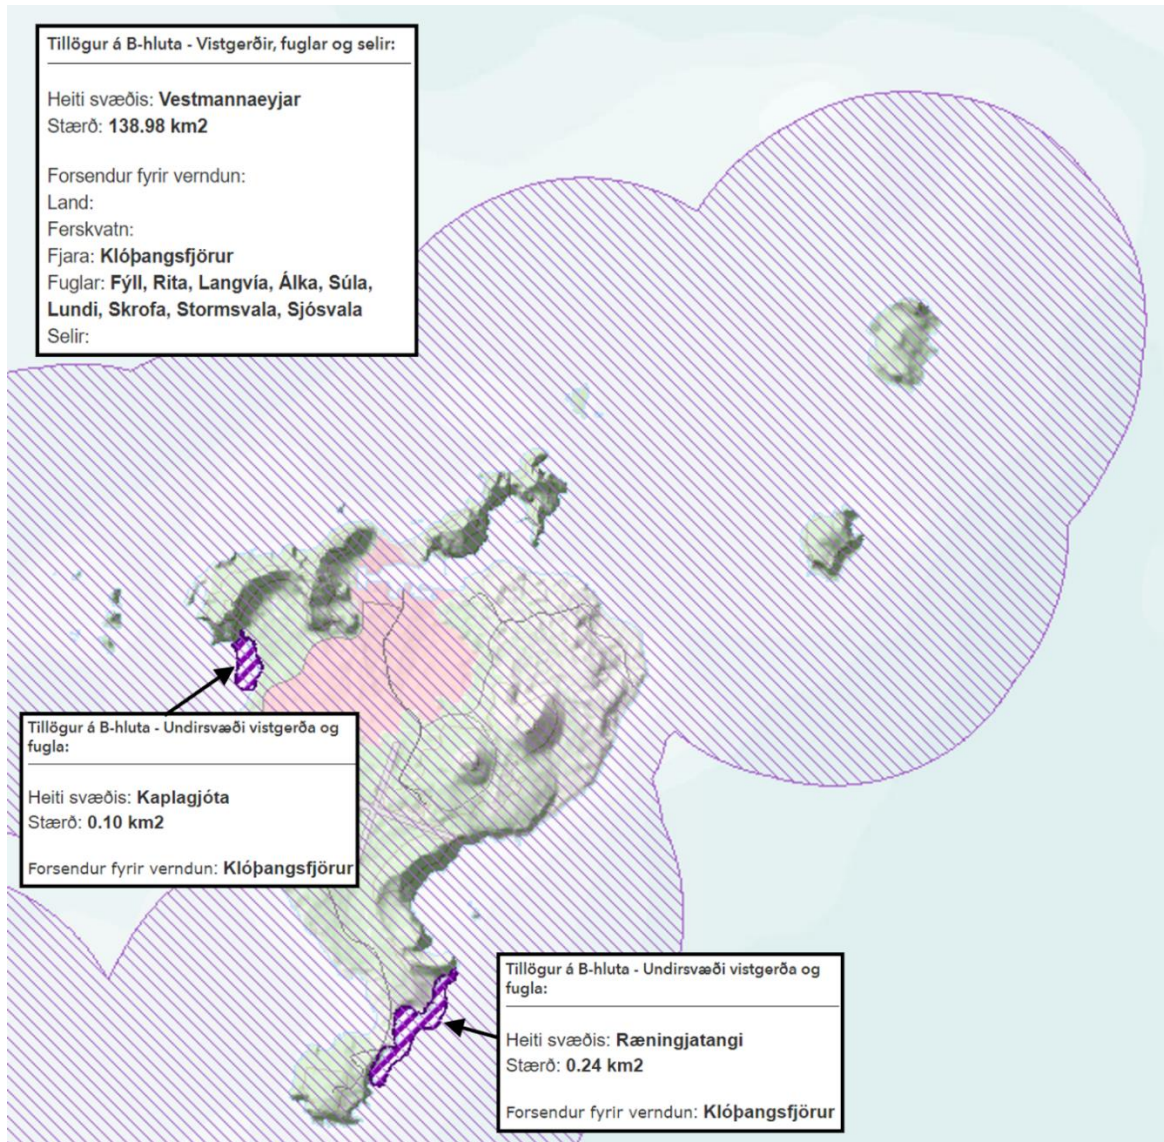 Tillögur á B-hluta - Vistgerðir, fuglar og selir:
Heiti svæðis: Vestmannaeyjar
Stærð: 138.98 km2
Forsendur fyrir verndun:
Land:
Ferskvatn:
Fjara: Klóþangsfjörur
Fuglar: Fýll, Rita, Langvía, Álka, Súla,
Lundi, Skrofa, Stormsvala, Sjósvala
Selir:
Tillögur á B-hluta - Undirsvæði vistgerða og
fugla:
Heiti svæðis: Kaplagjóta
Stærð: 0.10 km2
Forsendur fyrir verndun: Klóþangsfjörur
Tillögur á B-hluta - Undirsvæði vistgerða og
fugla:
Heiti svæðis: Ræningjatangi
Stærð: 0.24 km2
Forsendur fyrir verndun: Klóþangsfjörur